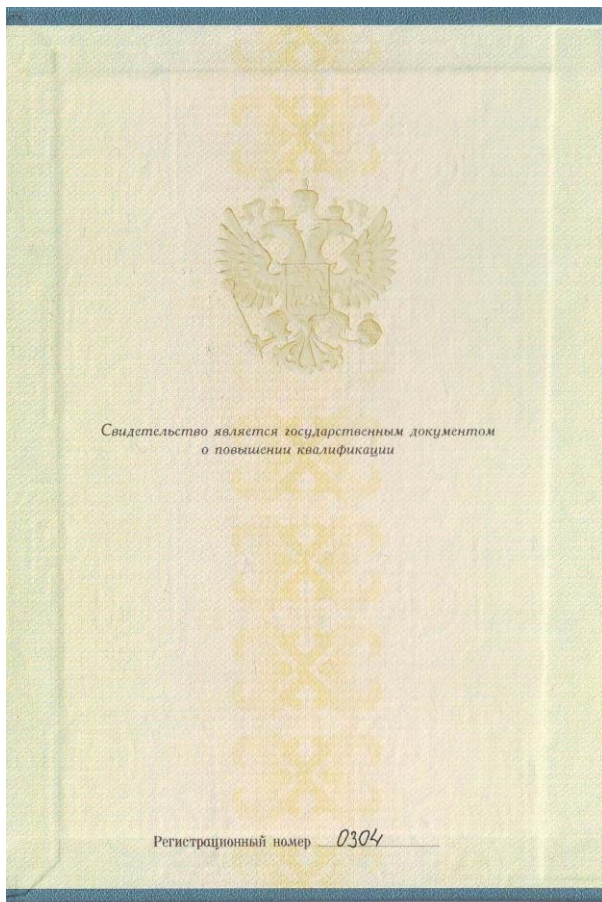 Свидетельство является государственным документом
о повышении квалификации
Регистрационный номер 0304